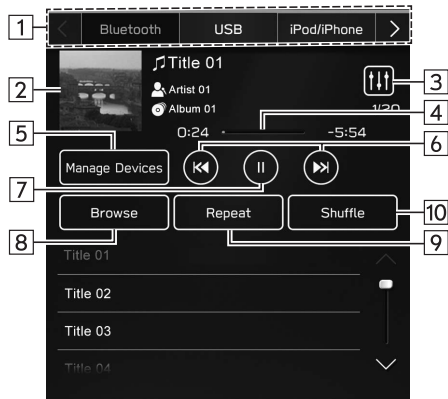 1
Bluetooth USB iPod/iPhone
2
Title 01
Artist 01
Album 01
3
1/20
4
0:24 -5:54
5
6
Manage Devices
7
Browse Repeat Shuffle
10
8
9
Title 01
Title 02
Title 03
Title 04